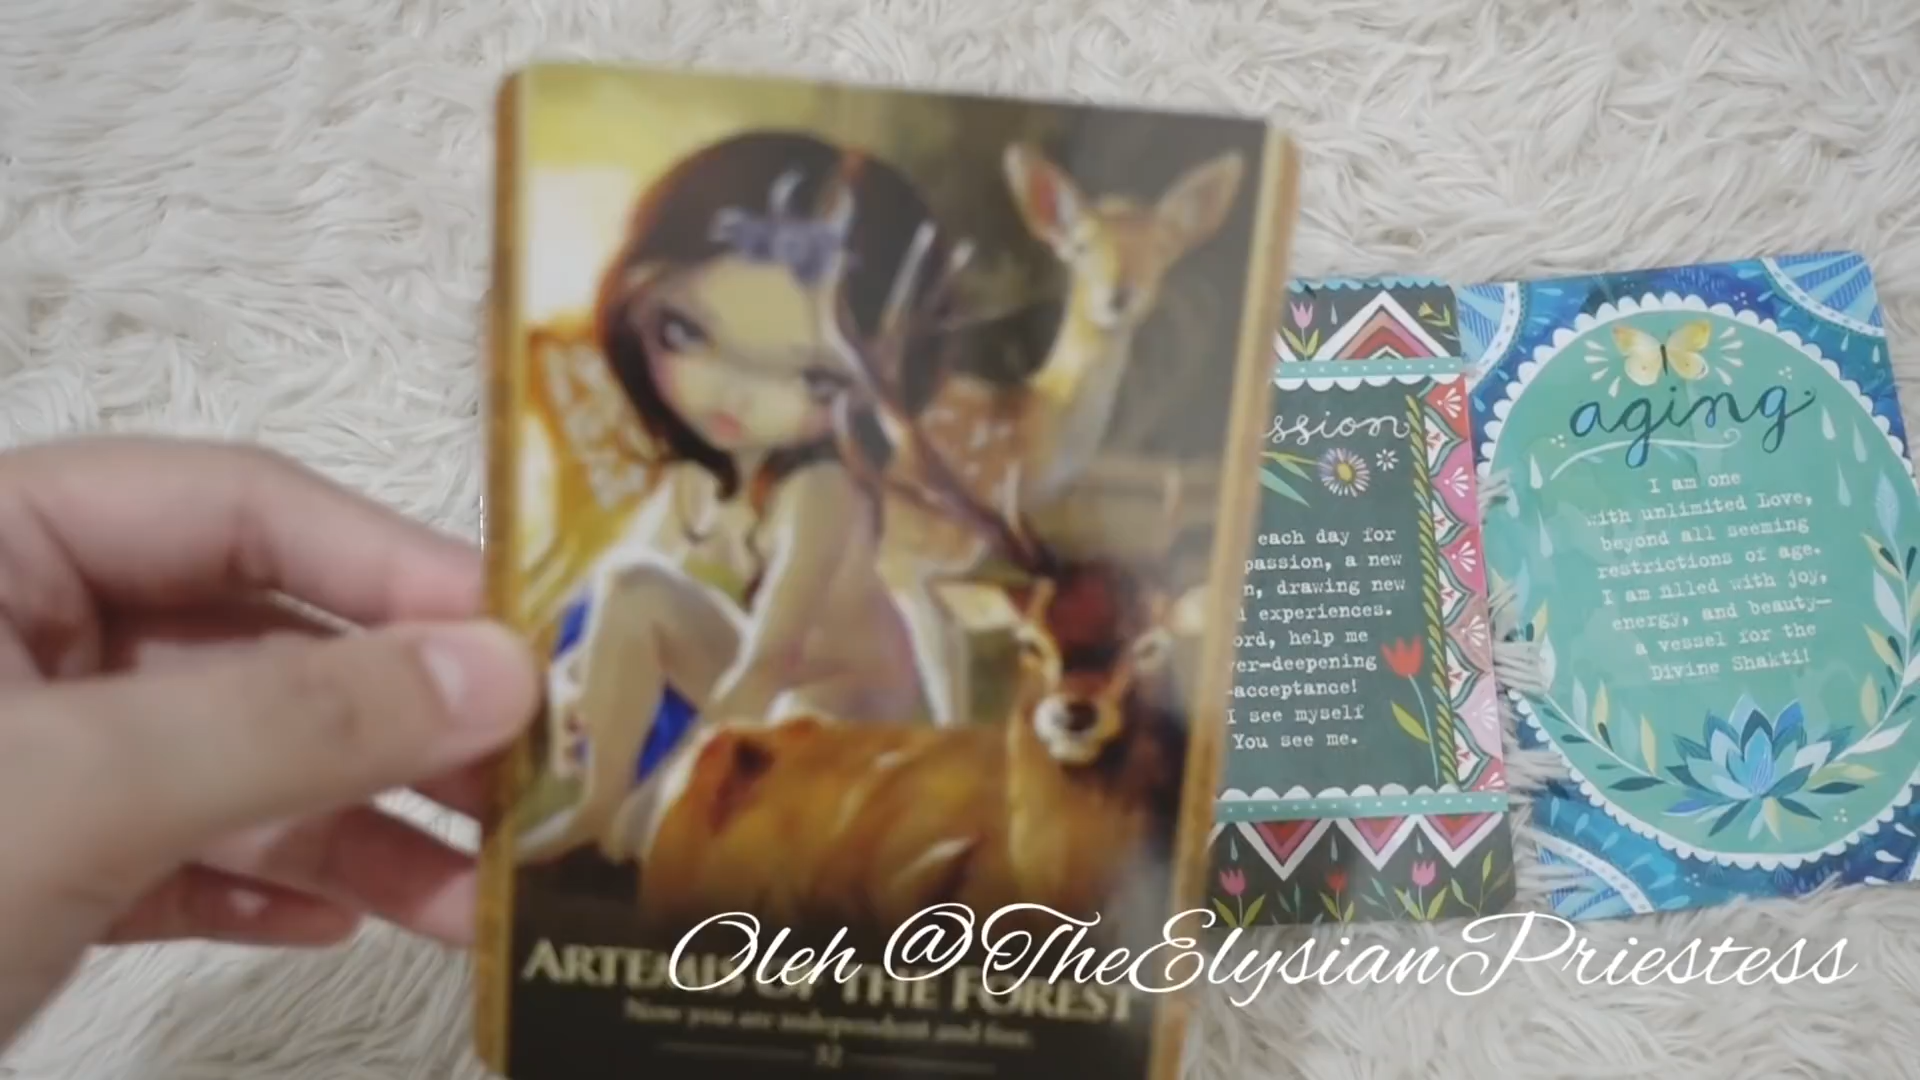 ARTEMIS OF THE FOREST
Now you are independent and free.
32
ssion
each day for
passion, a new
n, drawing new
experiences.
ord, help me
er-deepening
-acceptance!
I see myself
You see me.
aging
I am one
with unlimited Love,
beyond all seeming
restrictions of age.
I am filled with joy,
energy, and beauty—
a vessel for the
Divine Shakti!
Oleh @TheElysianPriestess